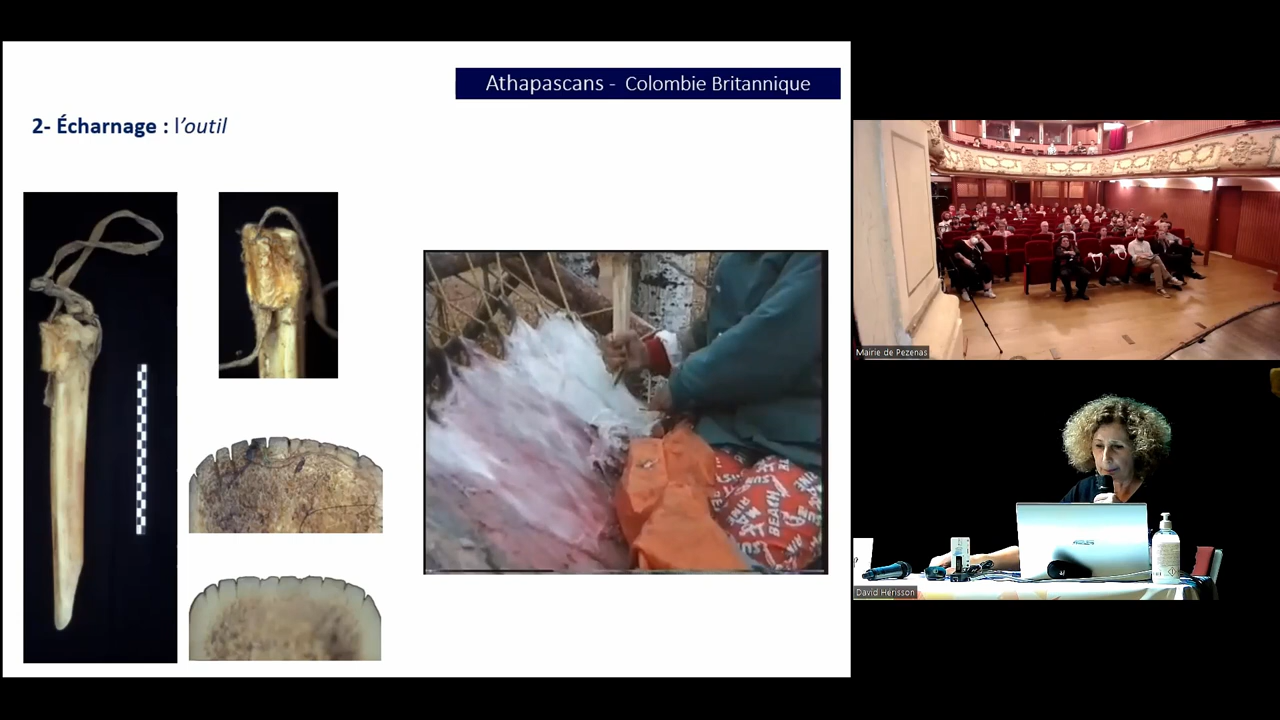 Athapascans - Colombie Britannique
2- Écharnage : l'outil
BEACH
Mairie de Pezenas
David Herisson